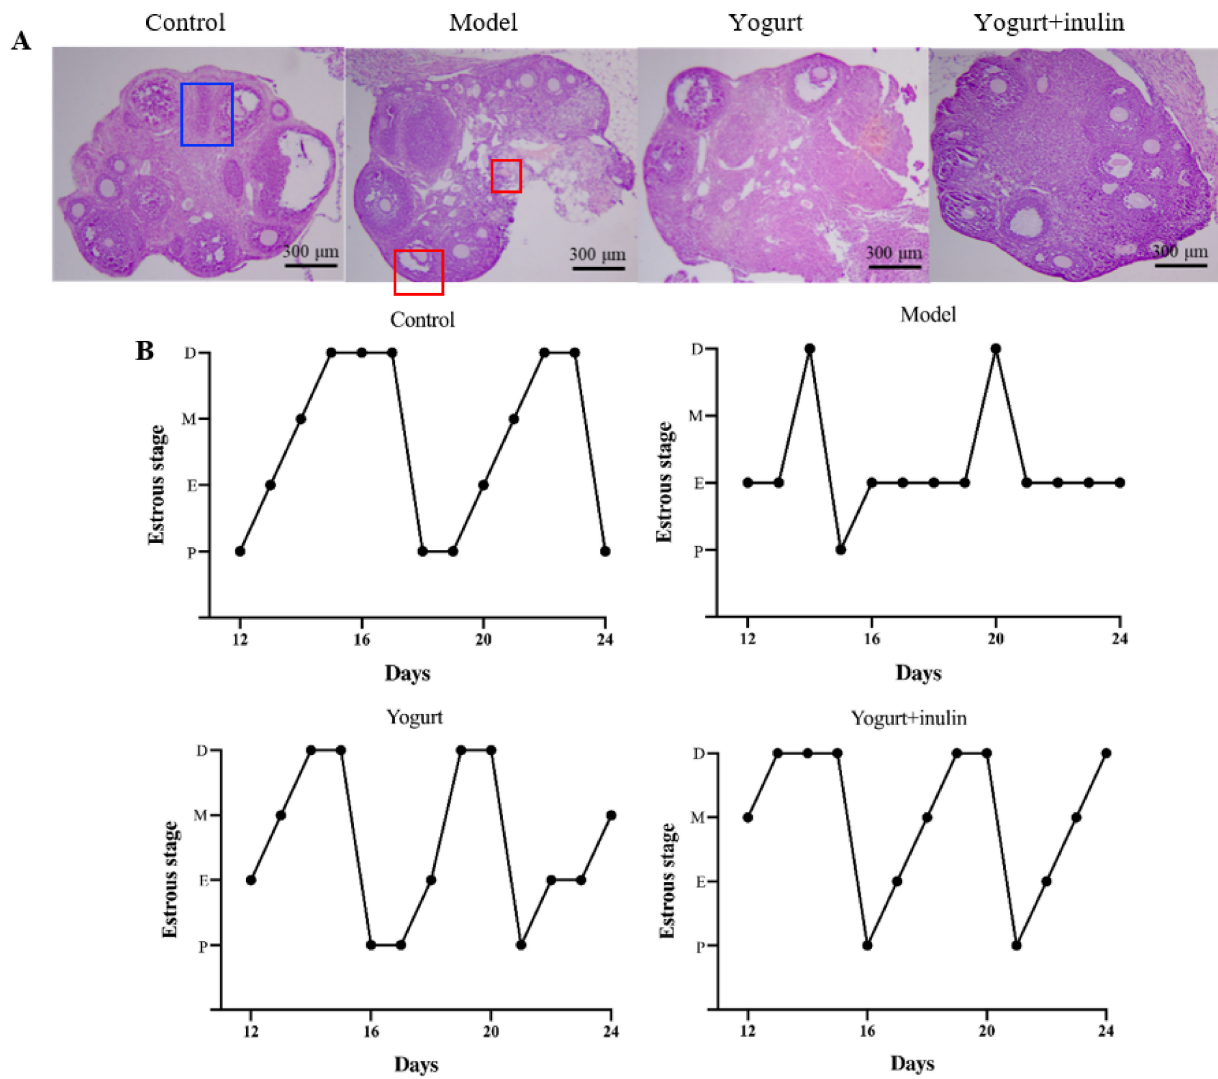 Control Model Yogurt Yogurt+inulin
A
300 μm 300 μm 300 μm 300 μm
B
Control
D
M
E
P
Estrous stage
12 16 20 24
Days
Model
D
M
E
P
Estrous stage
12 16 20 24
Days
Yogurt
D
M
E
P
Estrous stage
12 16 20 24
Days
Yogurt+inulin
D
M
E
P
Estrous stage
12 16 20 24
Days